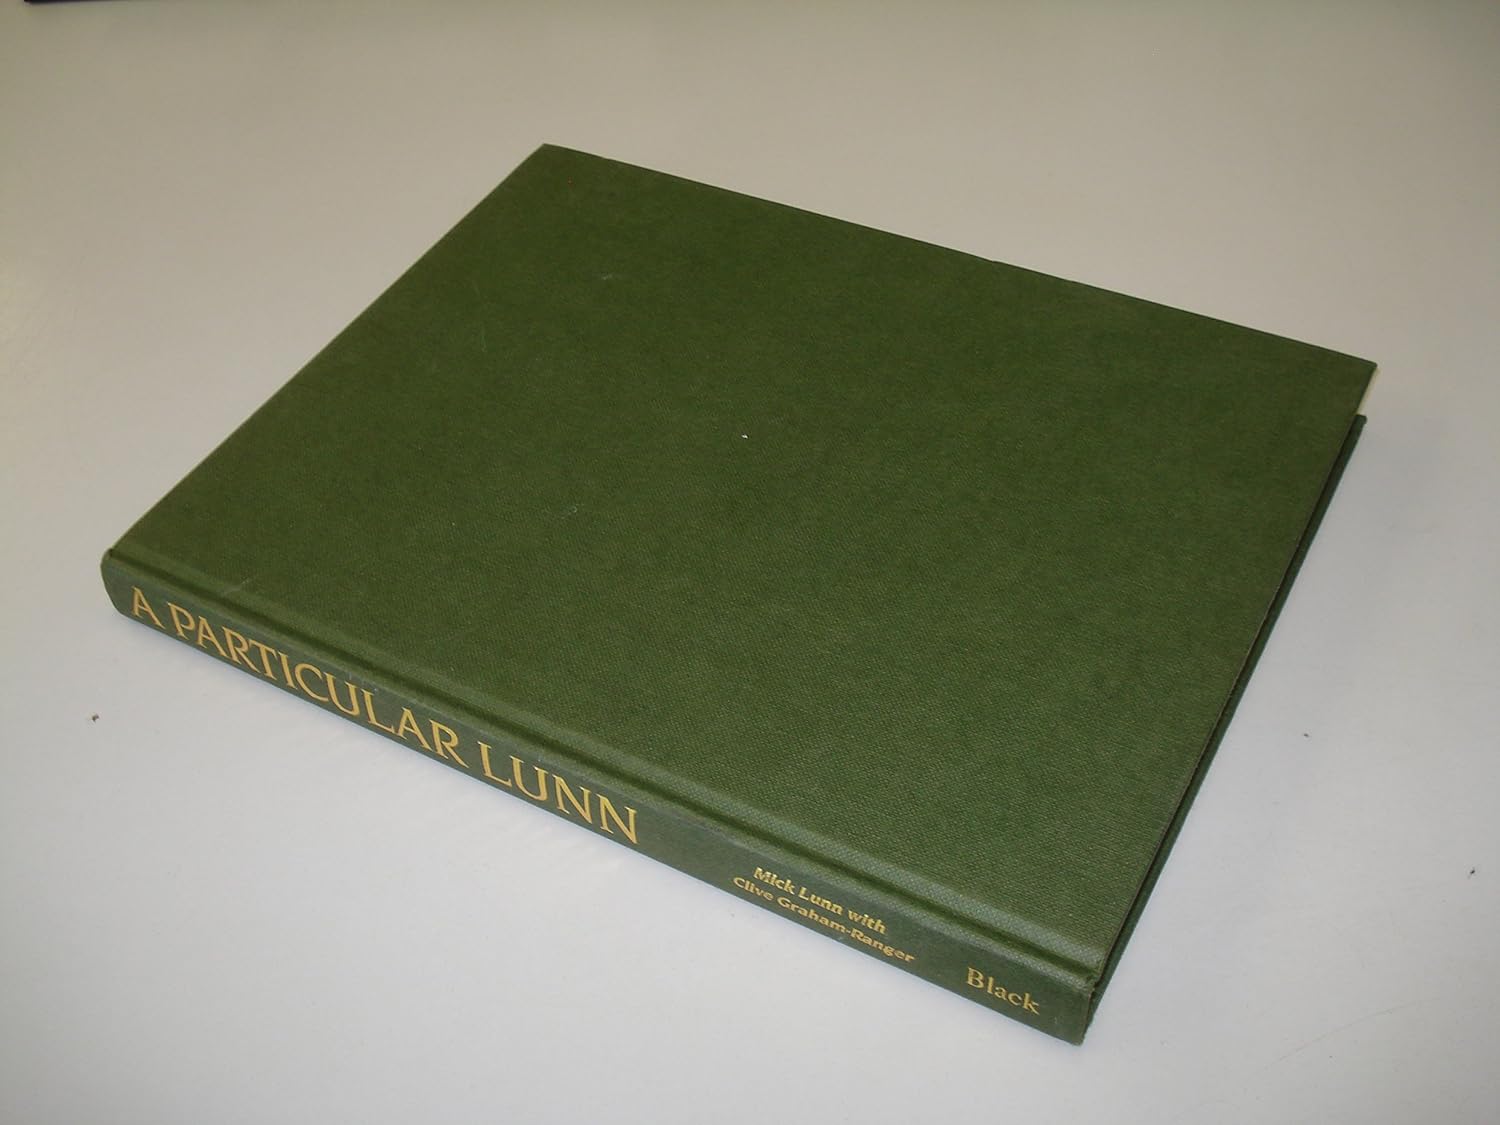 A PARTICULAR LUNN
Mick Lunn with
Clive Graham-Ranger
Black